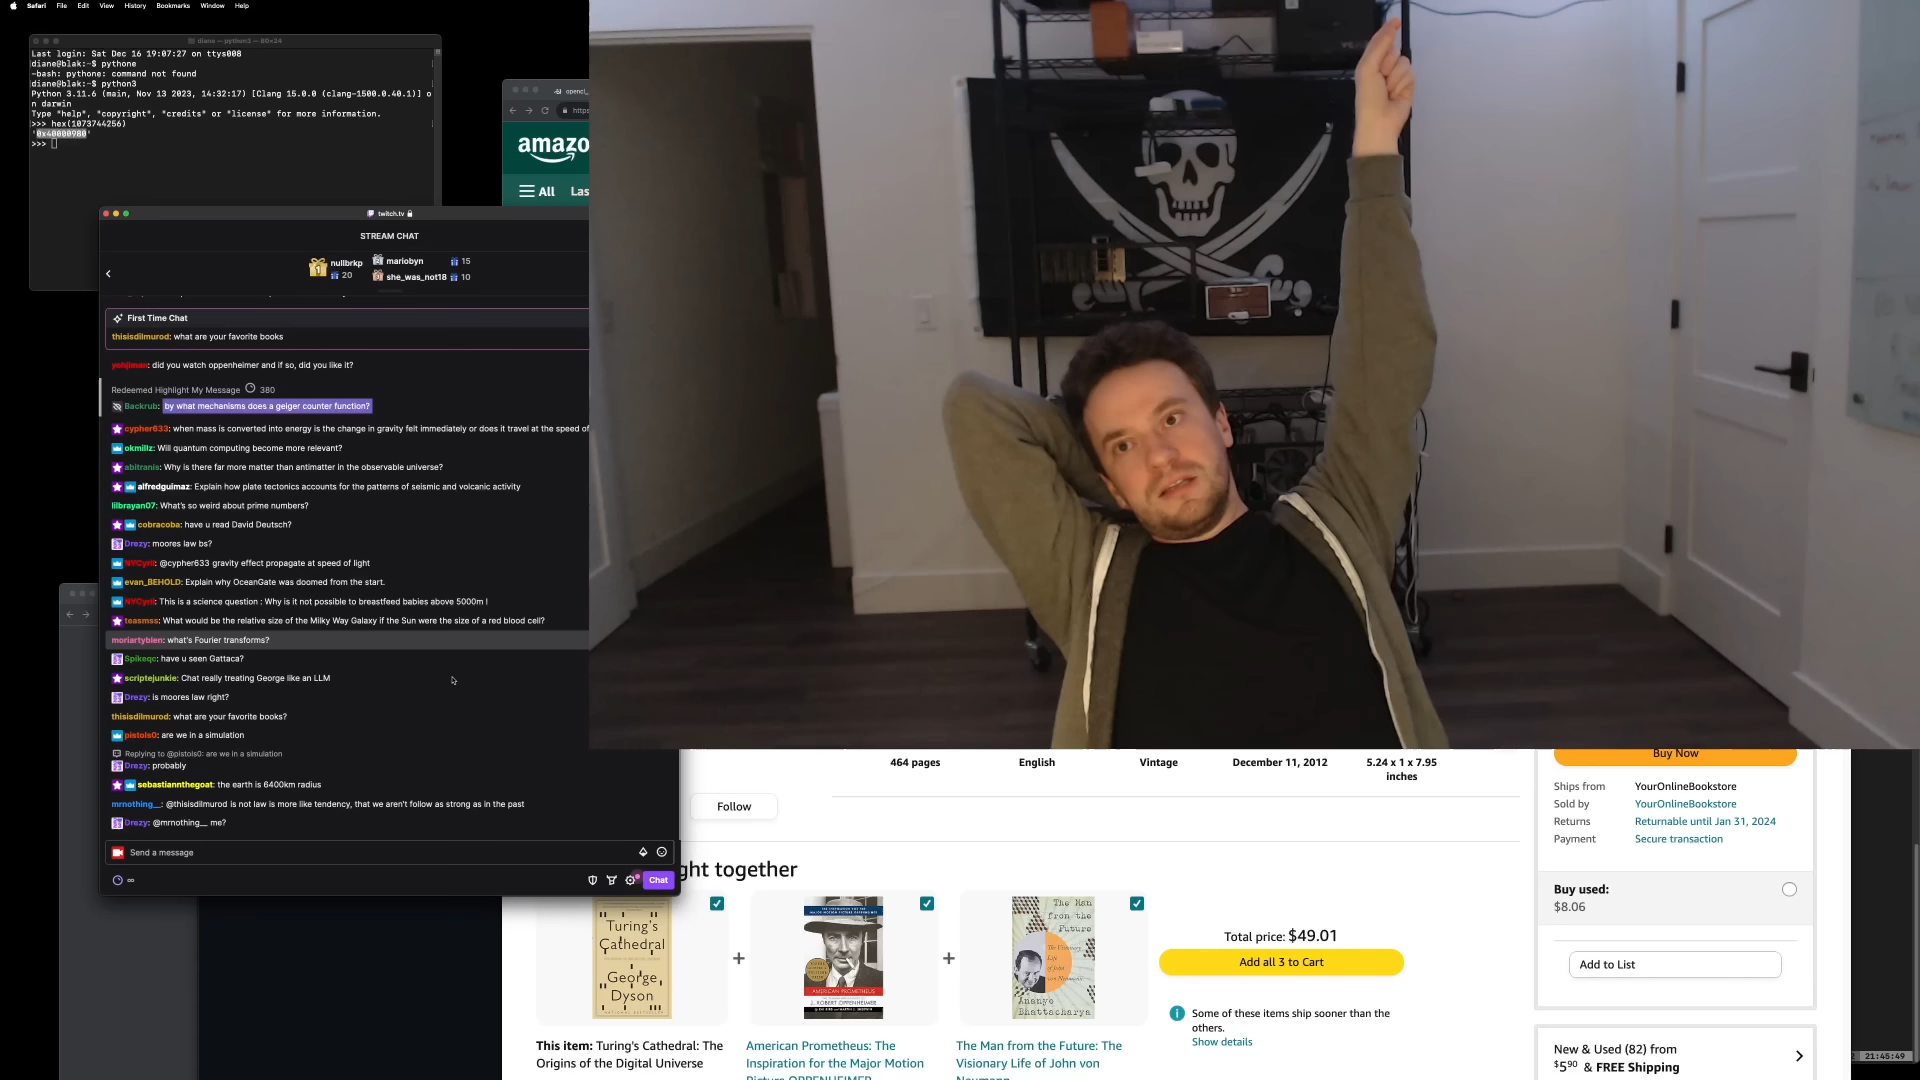 Safari File Edit View History Bookmarks Window Help
diane — python3 — 80×24
Last login: Sat Dec 16 19:07:27 on ttys008
diane@blak:~$ pythone
-bash: pythone: command not found
diane@blak:~$ python3
Python 3.11.6 (main, Nov 13 2023, 14:32:17) [Clang 15.0.0 (clang-1500.0.40.1)] o
n darwin
Type "help", "copyright", "credits" or "license" for more information.
>>> hex(1073744256)
'0x40000980'
>>>
opencl_
https
amazo
All Las
twitch.tv
STREAM CHAT
nullbrkp
20
mariobyn 15
she_was_not18 10
First Time Chat
thisisdilmurod: what are your favorite books
yohjiman: did you watch oppenheimer and if so, did you like it?
Redeemed Highlight My Message 380
Backrub: by what mechanisms does a geiger counter function?
cypher633: when mass is converted into energy is the change in gravity felt immediately or does it travel at the speed of
okmillz: Will quantum computing become more relevant?
abitranis: Why is there far more matter than antimatter in the observable universe?
alfredguimaz: Explain how plate tectonics accounts for the patterns of seismic and volcanic activity
lilbrayan07: What's so weird about prime numbers?
cobracoba: have u read David Deutsch?
Drezy: moores law bs?
NYCyril: @cypher633 gravity effect propagate at speed of light
evan_BEHOLD: Explain why OceanGate was doomed from the start.
NYCyril: This is a science question : Why is it not possible to breastfeed babies above 5000m !
teasmss: What would be the relative size of the Milky Way Galaxy if the Sun were the size of a red blood cell?
moriartybien: what's Fourier transforms?
Spikeqc: have u seen Gattaca?
scriptejunkie: Chat really treating George like an LLM
Drezy: is moores law right?
thisisdilmurod: what are your favorite books?
pistols0: are we in a simulation
Replying to @pistols0: are we in a simulation
Drezy: probably
sebastiannthegoat: the earth is 6400km radius
mrnothing__: @thisisdilmurod is not law is more like tendency, that we aren't follow as strong as in the past
Drezy: @mrnothing__ me?
Send a message
∞
Chat
464 pages English Vintage December 11, 2012 5.24 x 1 x 7.95
inches
Follow
ght together
Turing's
Cathedral
George
Dyson
AMERICAN PROMETHEUS
J. ROBERT OPPENHEIMER
The Man
from the
Future
Ananyo
Bhattacharya
+
+
Total price: $49.01
Add all 3 to Cart
Some of these items ship sooner than the
others.
Show details
This item: Turing's Cathedral: The
Origins of the Digital Universe
American Prometheus: The
Inspiration for the Major Motion
Picture OPPENHEIMER
The Man from the Future: The
Visionary Life of John von
Neumann
Buy Now
Ships from YourOnlineBookstore
Sold by YourOnlineBookstore
Returns Returnable until Jan 31, 2024
Payment Secure transaction
Buy used:
$8.06
Add to List
New & Used (82) from
$5.90 & FREE Shipping
21:45:49